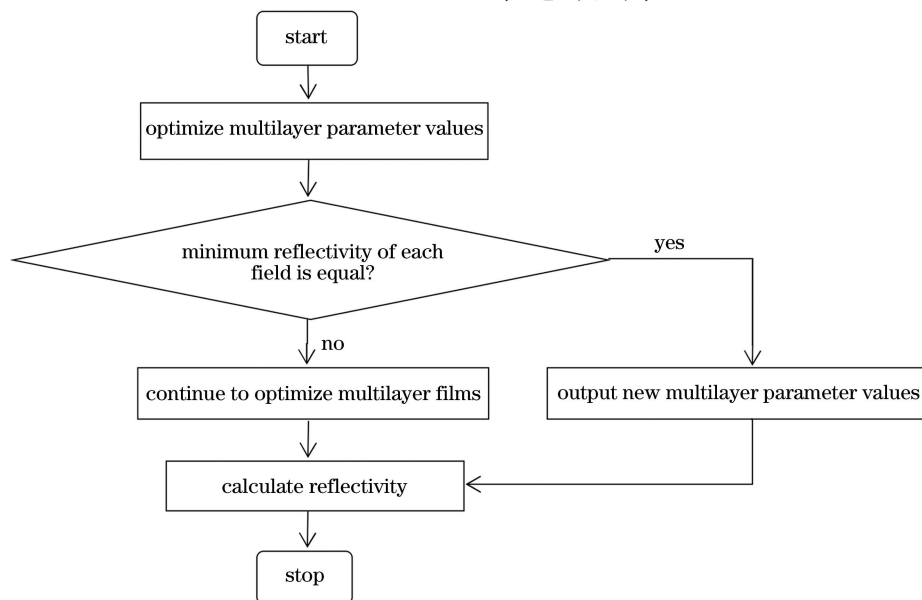 start
optimize multilayer parameter values
minimum reflectivity of each
field is equal?
yes
no
continue to optimize multilayer films
output new multilayer parameter values
calculate reflectivity
stop